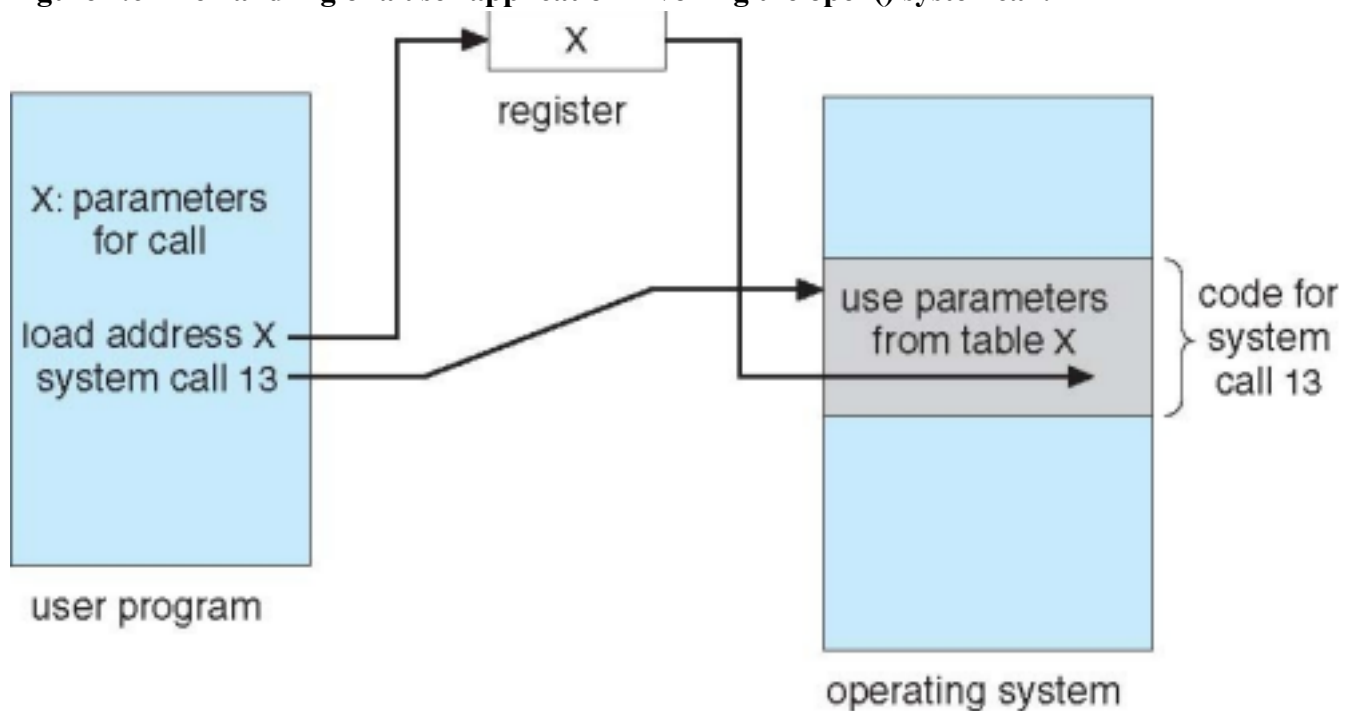 X
register
X: parameters
for call
load address X
system call 13
use parameters
from table X
code for
system
call 13
user program
operating system